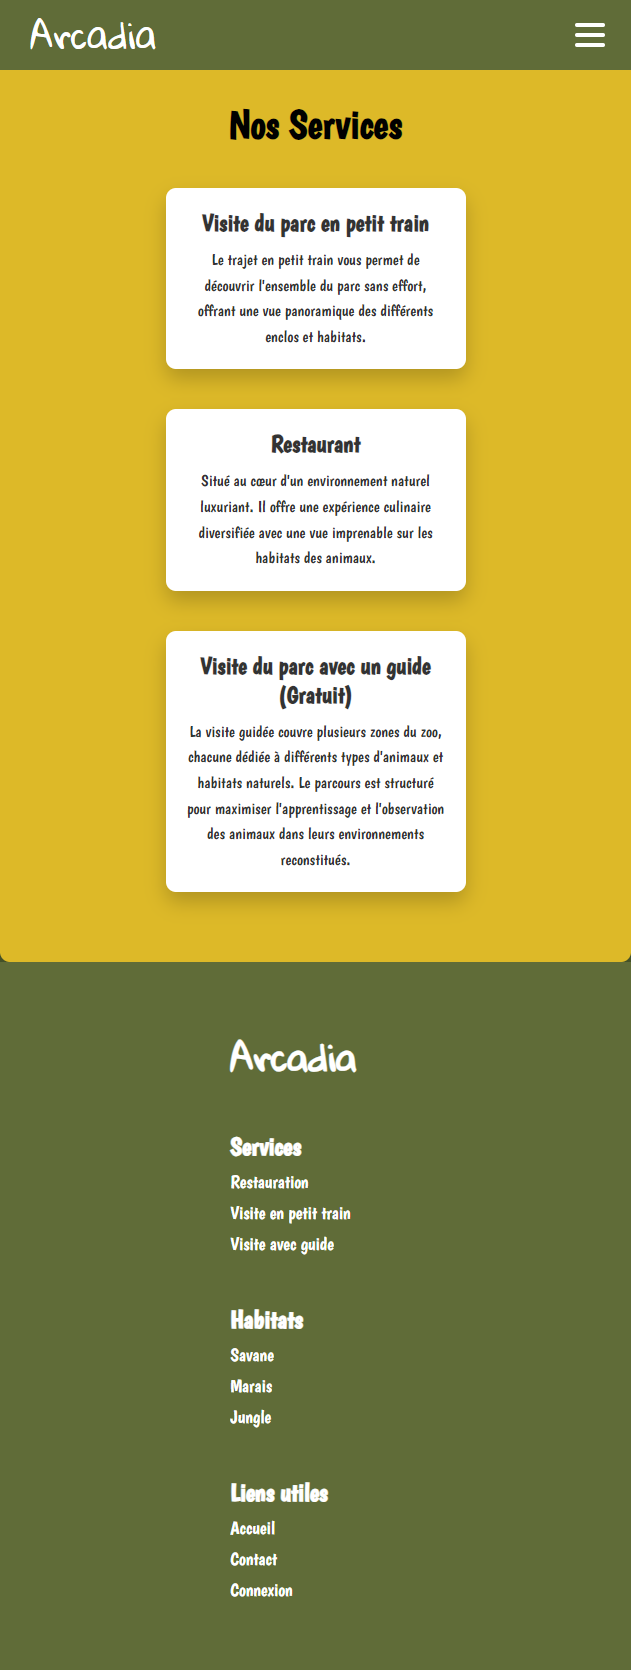 Arcadia
Nos Services
Visite du parc en petit train
Le trajet en petit train vous permet de
découvrir l'ensemble du parc sans effort,
offrant une vue panoramique des différents
enclos et habitats.
Restaurant
Situé au cœur d'un environnement naturel
luxuriant. Il offre une expérience culinaire
diversifiée avec une vue imprenable sur les
habitats des animaux.
Visite du parc avec un guide
(Gratuit)
La visite guidée couvre plusieurs zones du zoo,
chacune dédiée à différents types d'animaux et
habitats naturels. Le parcours est structuré
pour maximiser l'apprentissage et l'observation
des animaux dans leurs environnements
reconstitués.
Arcadia
Services
Restauration
Visite en petit train
Visite avec guide
Habitats
Savane
Marais
Jungle
Liens utiles
Accueil
Contact
Connexion